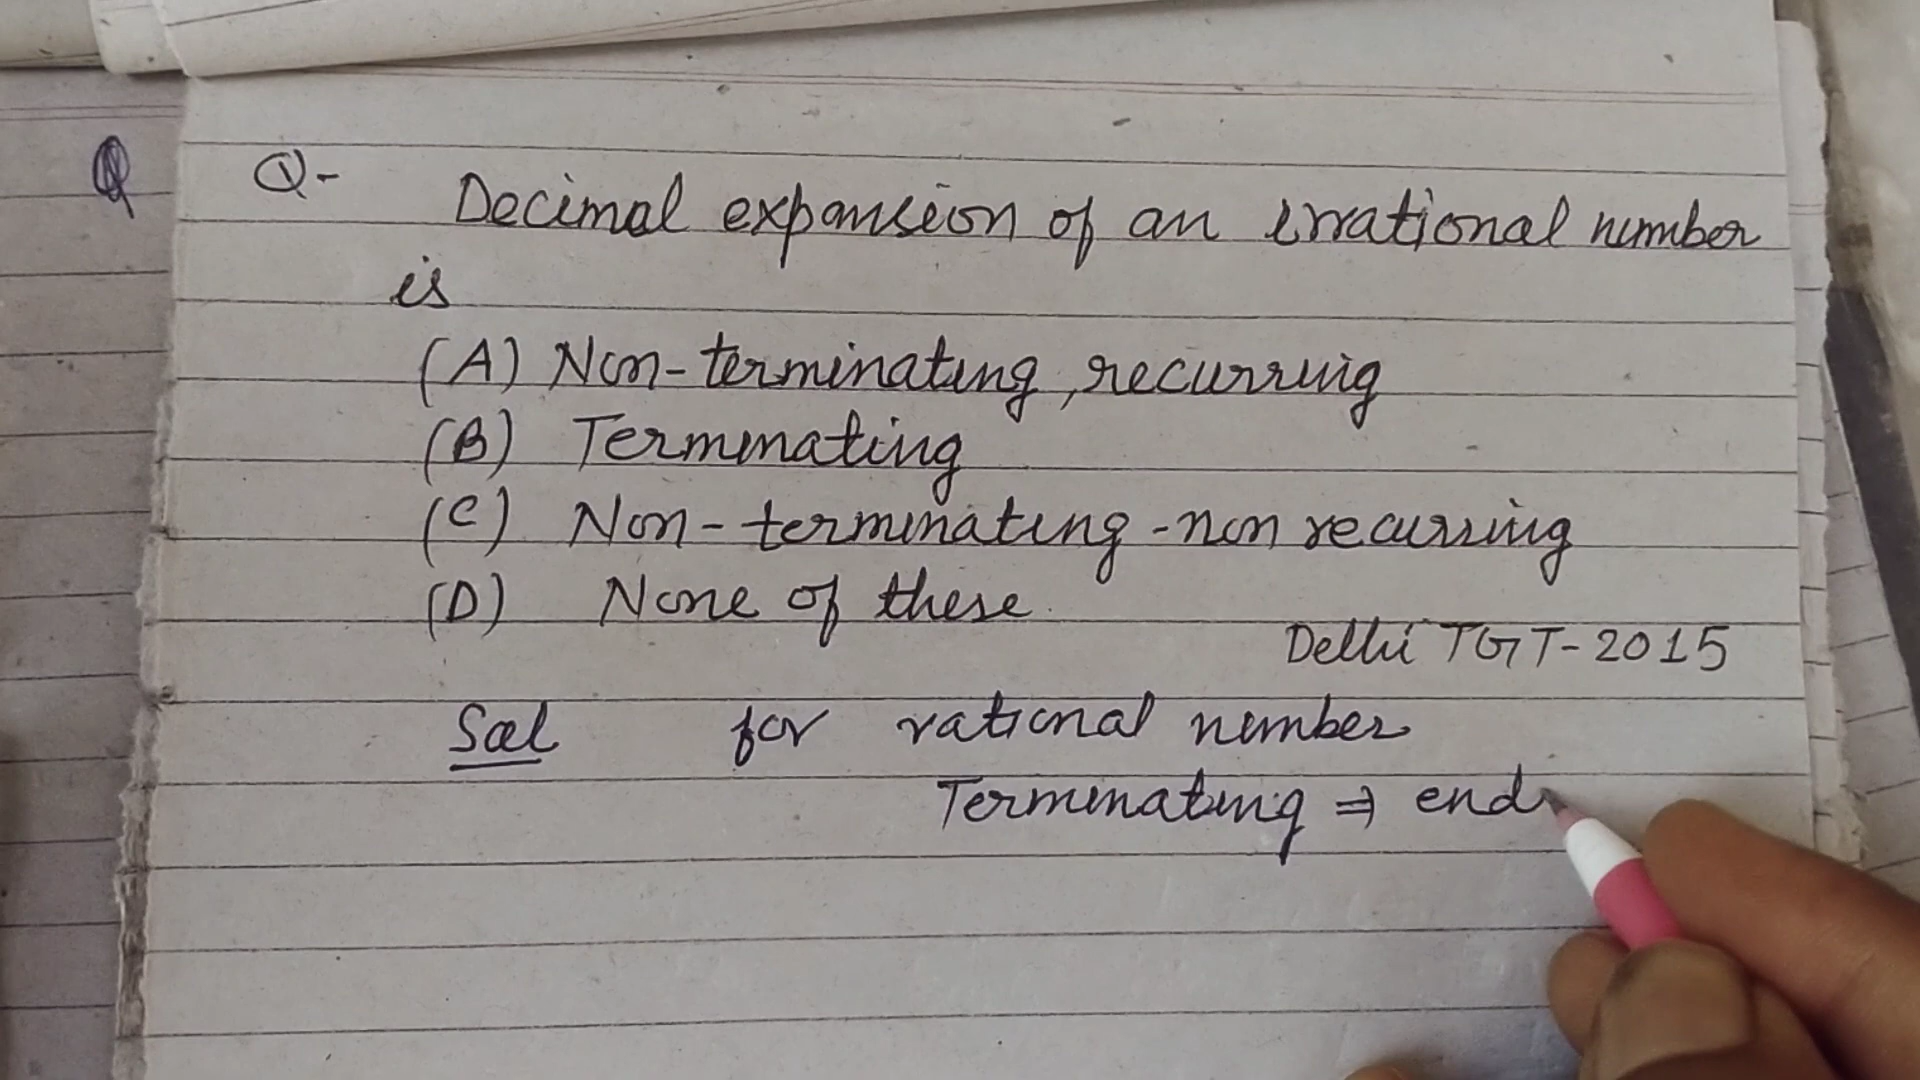 Q- Decimal expansion of an irrational number
is
(A) Non-terminating, recurring
(B) Terminating
(C) Non-terminating-non recurring
(D) None of these.
Delhi TGT-2015
Sol for rational number
Terminating ⇒ end